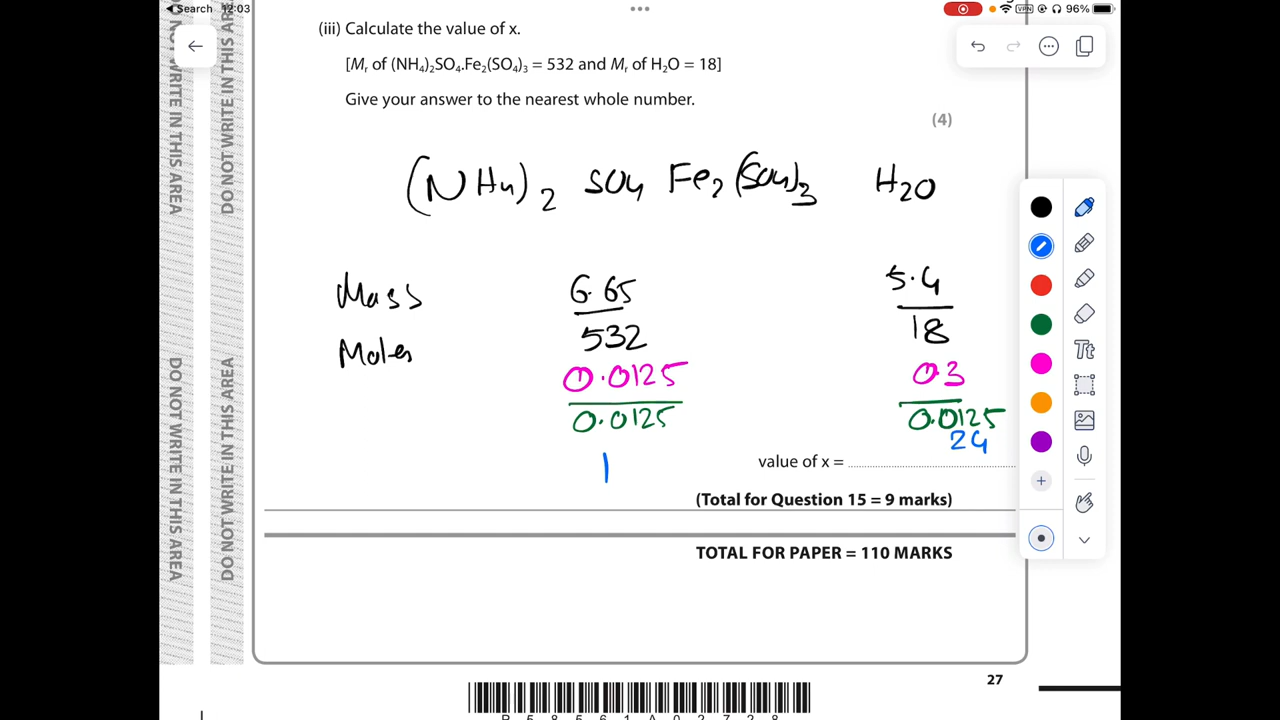 Search 12:03
VPN 96%
(iii) Calculate the value of x.
[Mr of (NH4)2SO4.Fe2(SO4)3 = 532 and Mr of H2O = 18]
Give your answer to the nearest whole number.
(4)
(NH4)2 SO4 Fe2(SO4)3 H2O
Mass 6.65 5.4
Moles 532 18
0.0125 0.3
0.0125 0.0125
1 24
value of x =
(Total for Question 15 = 9 marks)
TOTAL FOR PAPER = 110 MARKS
27
DO NOT WRITE IN THIS AREA
DO NOT WRITE IN THIS AREA
DO NOT WRITE IN THIS AREA
DO NOT WRITE IN THIS AREA
Tt